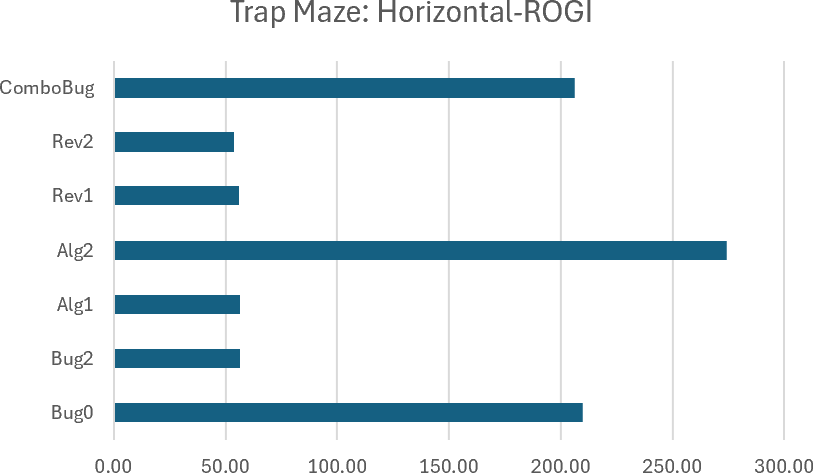 Trap Maze: Horizontal-ROGI
ComboBug
Rev2
Rev1
Alg2
Alg1
Bug2
Bug0
0.00 50.00 100.00 150.00 200.00 250.00 300.00